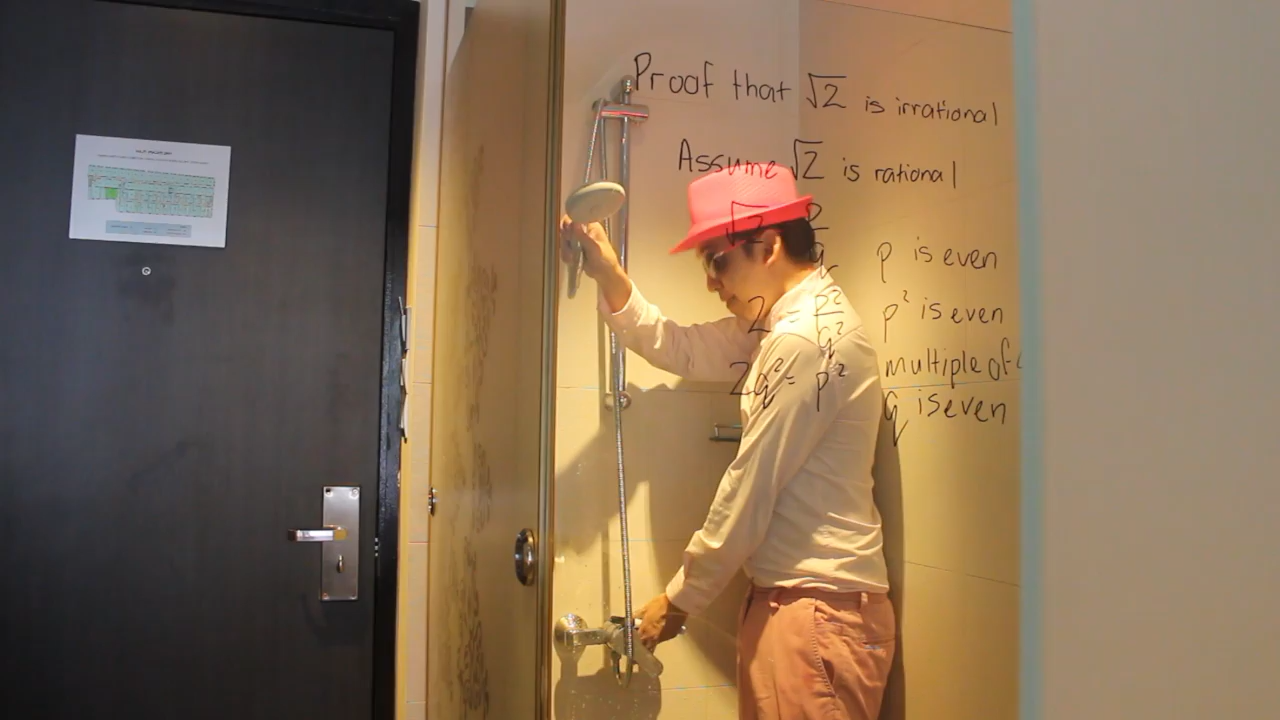 Proof that √2 is irrational
Assume √2 is rational
√2 p
q
p is even
2 = p²
q²
p² is even
2q² = p²
multiple of
q is even